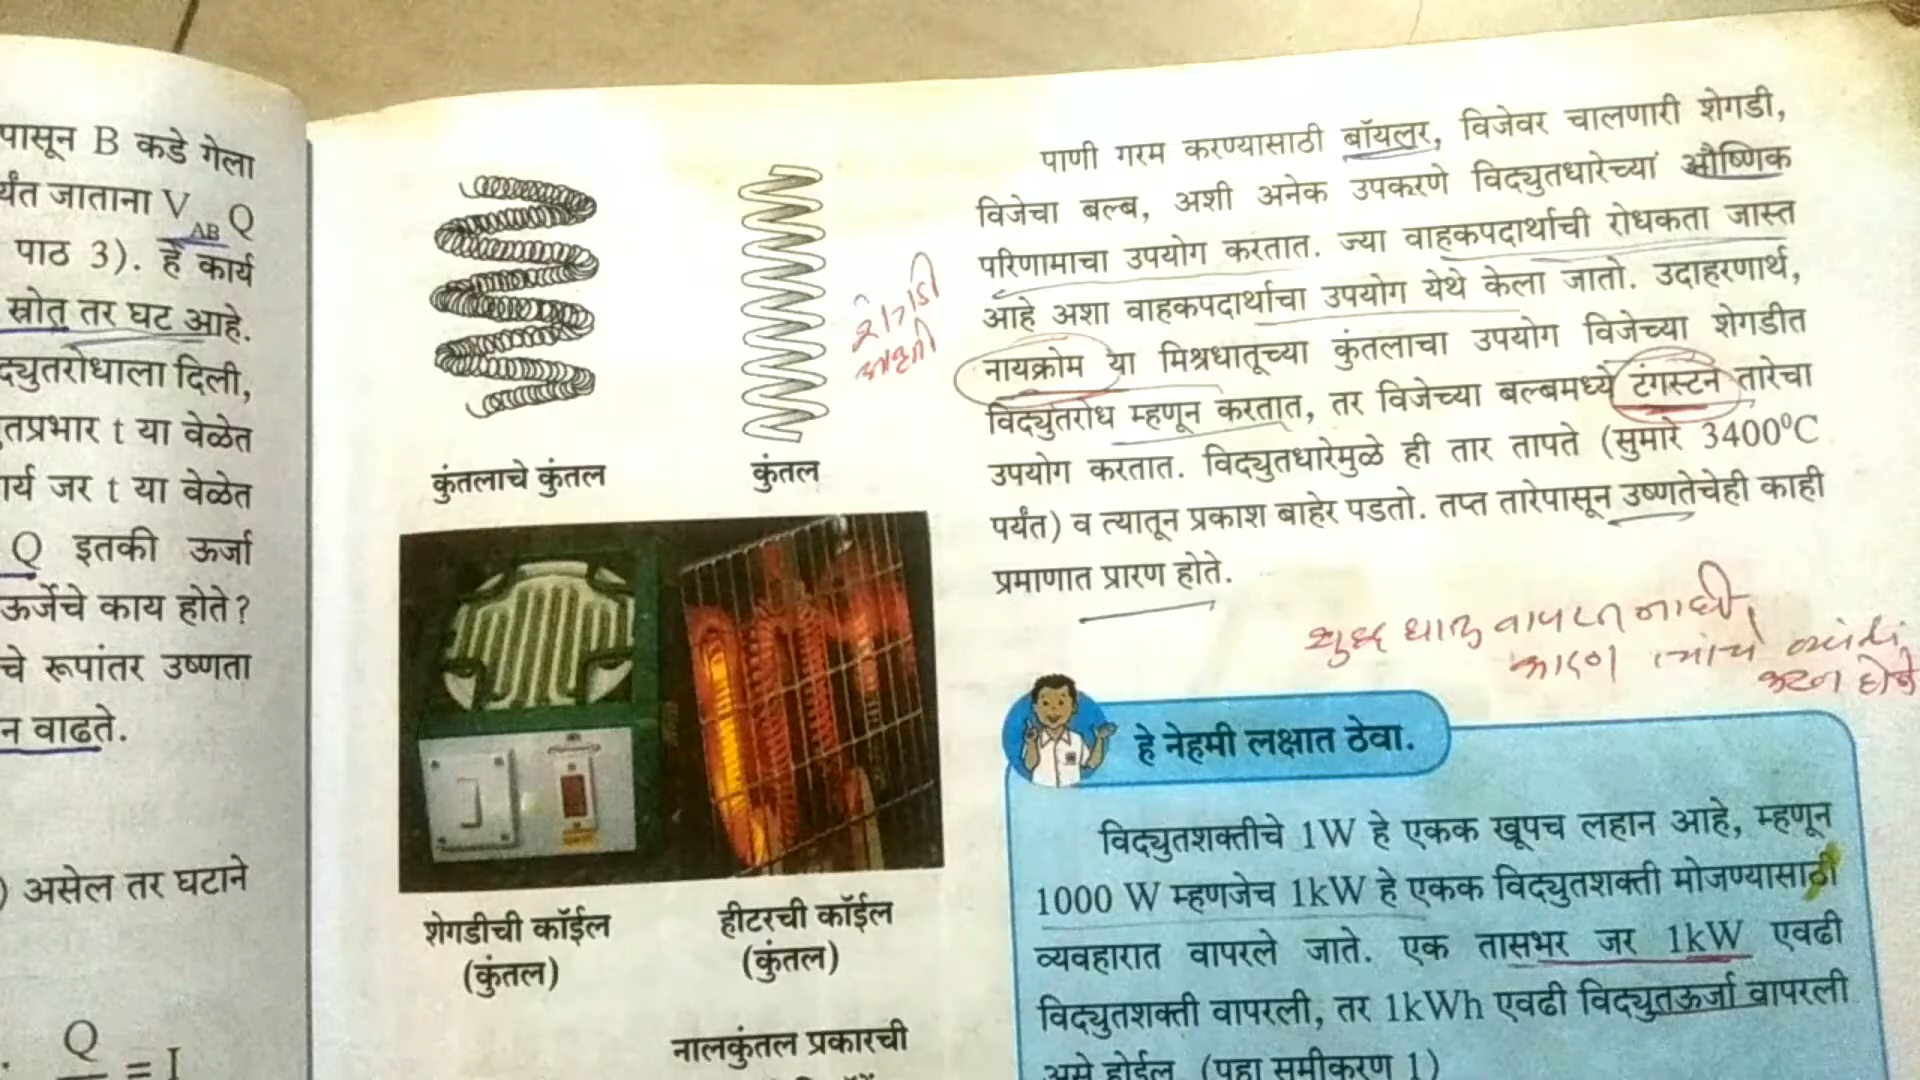 पासून B कडे गेला
र्यंत जाताना V AB Q
पाठ 3). हे कार्य
स्रोत तर घट आहे.
द्युतरोधाला दिली,
तप्रभार t या वेळेत
ार्य जर t या वेळेत
Q इतकी ऊर्जा
ऊर्जेचे काय होते?
चे रूपांतर उष्णता
न वाढते.
) असेल तर घटाने
Q
= I
कुंतलाचे कुंतल
कुंतल
शेगडी
शेगडीची कॉईल
(कुंतल)
हीटरची कॉईल
(कुंतल)
नालकुंतल प्रकारची
पाणी गरम करण्यासाठी बॉयलर, विजेवर चालणारी शेगडी,
विजेचा बल्ब, अशी अनेक उपकरणे विद्युतधारेच्या औष्णिक
परिणामाचा उपयोग करतात. ज्या वाहकपदार्थाची रोधकता जास्त
आहे अशा वाहकपदार्थाचा उपयोग येथे केला जातो. उदाहरणार्थ,
नायक्रोम या मिश्रधातूच्या कुंतलाचा उपयोग विजेच्या शेगडीत
विद्युतरोध म्हणून करतात, तर विजेच्या बल्बमध्ये टंगस्टन तारेचा
उपयोग करतात. विद्युतधारेमुळे ही तार तापते (सुमारे 3400⁰C
पर्यंत) व त्यातून प्रकाश बाहेर पडतो. तप्त तारेपासून उष्णतेचेही काही
प्रमाणात प्रारण होते.
शुद्ध धातू वापरत नाही,
कारण त्यांचे
हे नेहमी लक्षात ठेवा.
विद्युतशक्तीचे 1W हे एकक खूपच लहान आहे, म्हणून
1000 W म्हणजेच 1kW हे एकक विद्युतशक्ती मोजण्यासाठी
व्यवहारात वापरले जाते. एक तासभर जर 1kW एवढी
विद्युतशक्ती वापरली, तर 1kWh एवढी विद्युतऊर्जा वापरली
असे होईल. (पहा समीकरण 1)